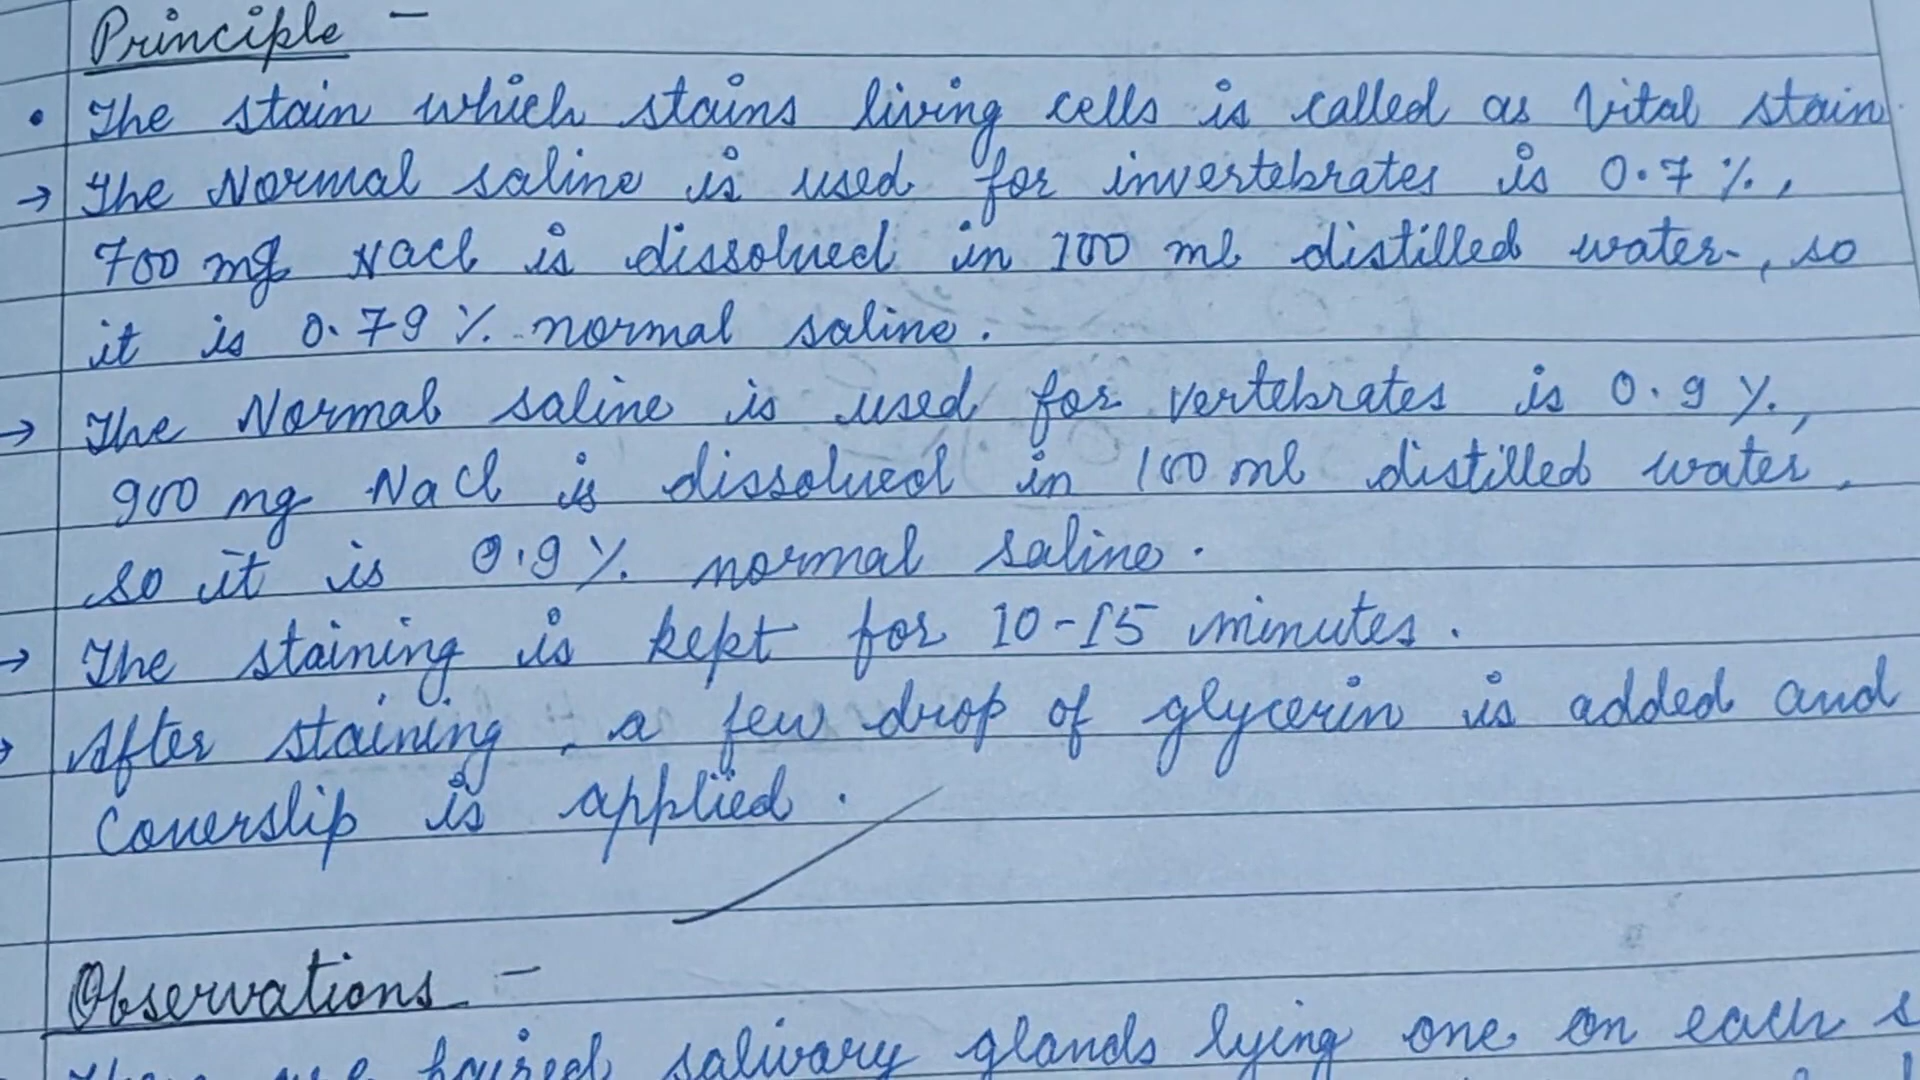 Principle -
• The stain which stains living cells is called as Vital stain.
→ The Normal saline is used for invertebrates is 0.7 %,
700 mg NaCl is dissolved in 100 ml distilled water, so
it is 0.79 % normal saline.
→ The Normal saline is used for vertebrates is 0.9 %,
900 mg NaCl is dissolved in 100 ml distilled water,
so it is 0.9 % normal saline.
→ The staining is kept for 10-15 minutes.
→ After staining, a few drop of glycerin is added and
Coverslip is applied.
Observations -
There are paired salivary glands lying one on each s